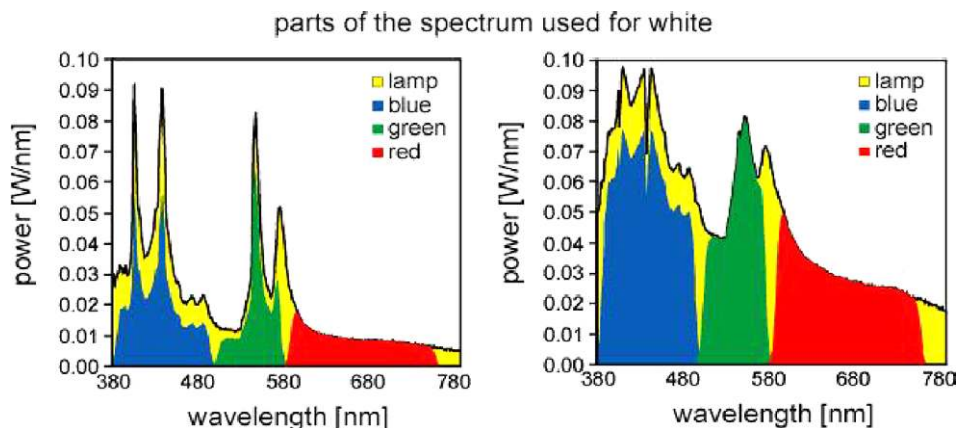 parts of the spectrum used for white
0.10
0.09
0.08
0.07
0.06
0.05
0.04
0.03
0.02
0.01
0.00
power [W/nm]
lamp
blue
green
red
380 480 580 680 780
wavelength [nm]
0.10
0.09
0.08
0.07
0.06
0.05
0.04
0.03
0.02
0.01
0.00
power [W/nm]
lamp
blue
green
red
380 480 580 680 780
wavelength [nm]